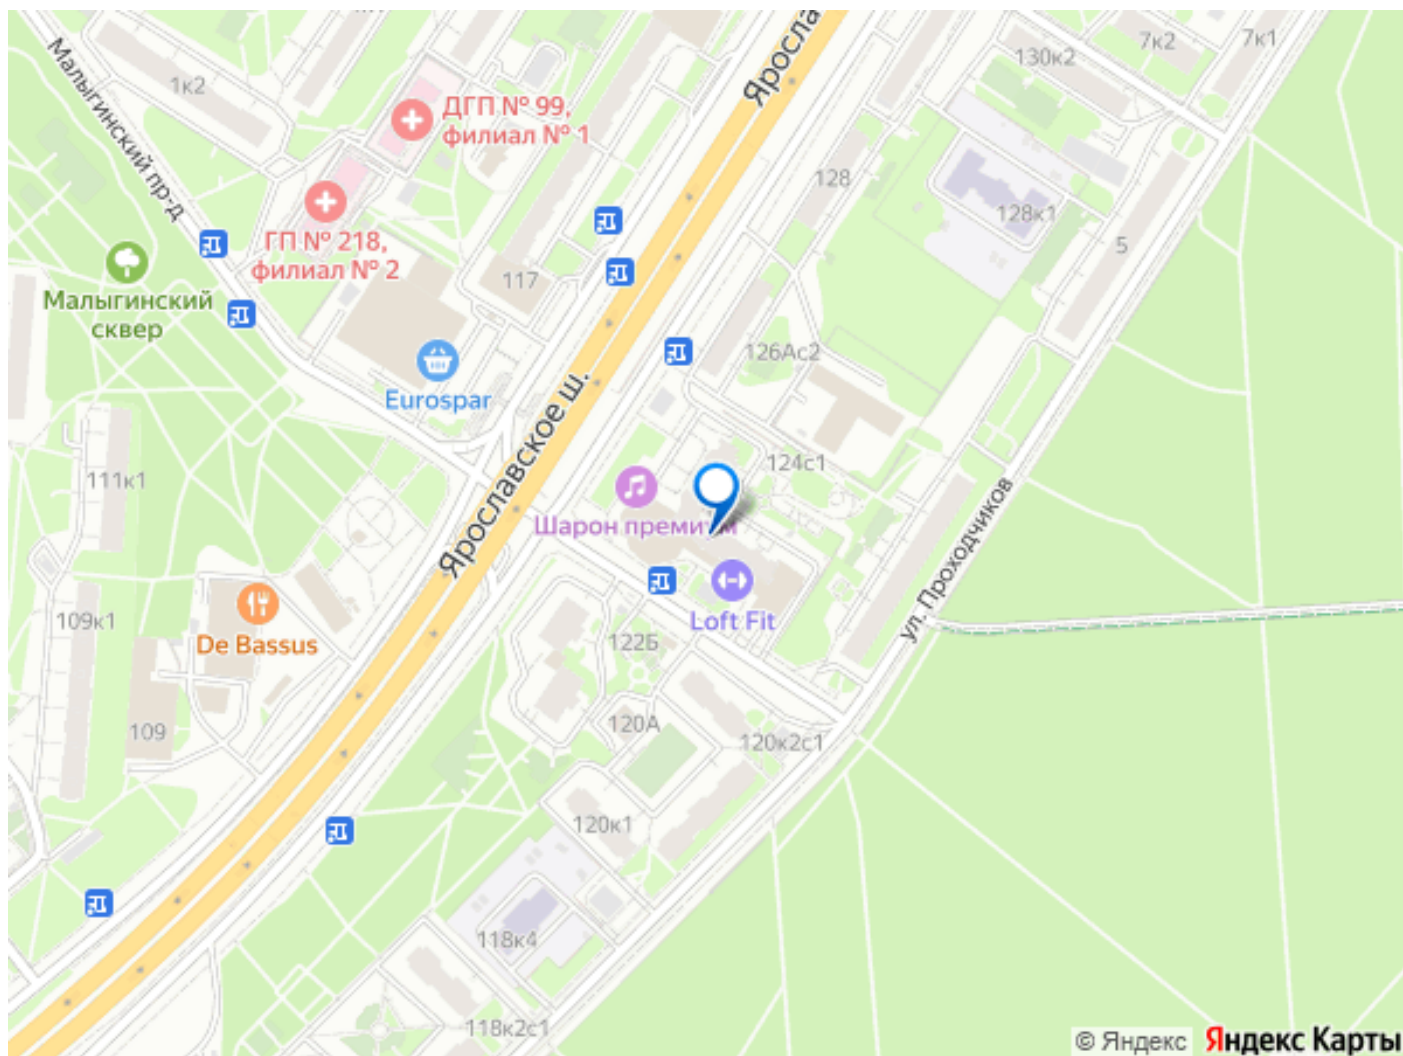 Малыгинский пр-д
1к2
ДГП № 99,
филиал № 1
Яросла
130к2
7к2
7к1
128
128к1
5
ГП № 218,
филиал № 2
Малыгинский
сквер
117
126Ас2
Eurospar
Ярославское ш.
111к1
124с1
Шарон премиум
ул. Проходчиков
Loft Fit
109к1
De Bassus
122Б
109
120А
120к2с1
120к1
118к4
118к2с1
© Яндекс Яндекс Карты